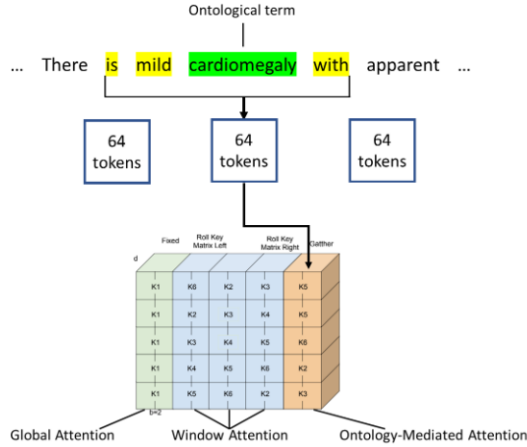 Ontological term
... There is mild cardiomegaly with apparent ...
64 tokens
64 tokens
64 tokens
Fixed
Roll Key Matrix Left
Roll Key Matrix Right
Gatther
d
K1 K6 K2 K3 K5
K1 K2 K3 K4 K5
K1 K3 K4 K5 K6
K1 K4 K5 K6 K2
K1 K5 K6 K2 K3
b=2
Global Attention
Window Attention
Ontology-Mediated Attention